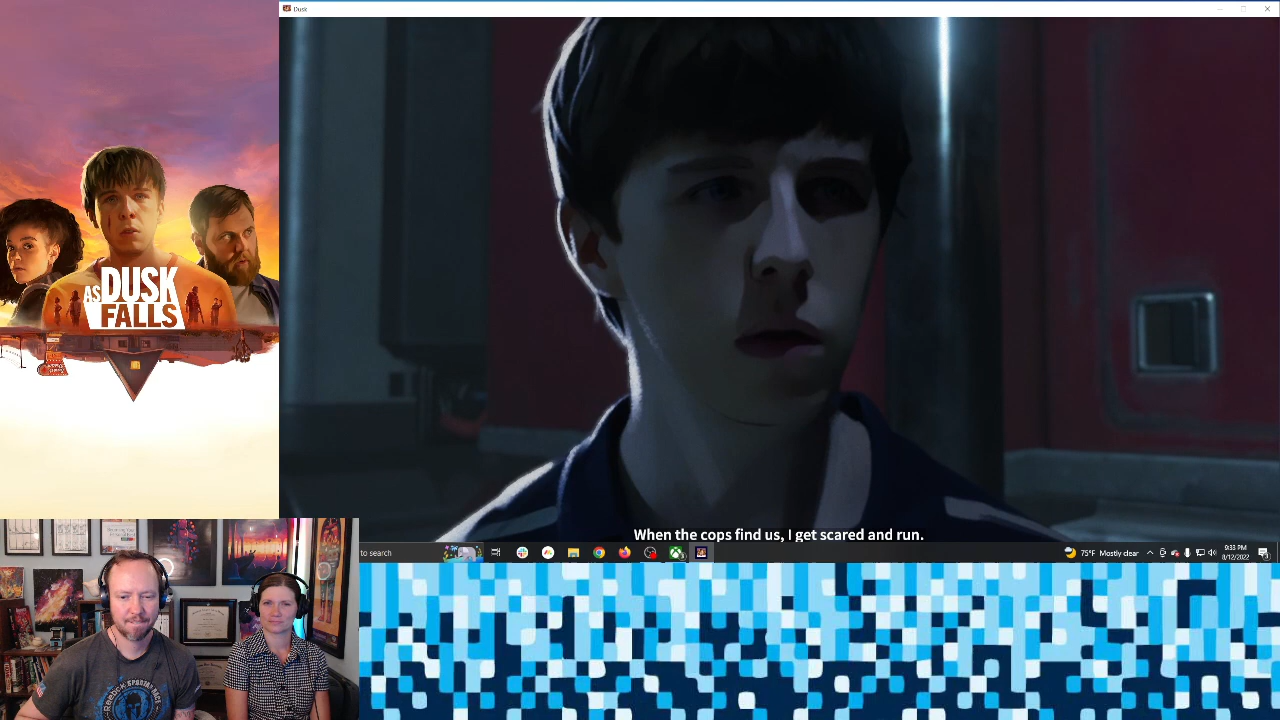 Dusk
AS DUSK
FALLS
When the cops find us, I get scared and run.
to search
75°F Mostly clear
9:33 PM
8/12/2022